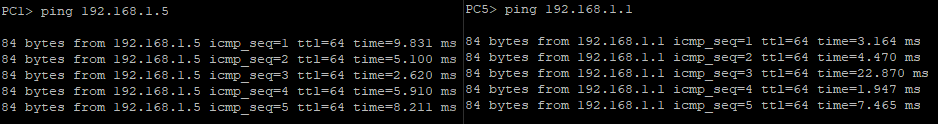 PC1> ping 192.168.1.5
84 bytes from 192.168.1.5 icmp_seq=1 ttl=64 time=9.831 ms
84 bytes from 192.168.1.5 icmp_seq=2 ttl=64 time=5.100 ms
84 bytes from 192.168.1.5 icmp_seq=3 ttl=64 time=2.620 ms
84 bytes from 192.168.1.5 icmp_seq=4 ttl=64 time=5.910 ms
84 bytes from 192.168.1.5 icmp_seq=5 ttl=64 time=8.211 ms
PC5> ping 192.168.1.1
84 bytes from 192.168.1.1 icmp_seq=1 ttl=64 time=3.164 ms
84 bytes from 192.168.1.1 icmp_seq=2 ttl=64 time=4.470 ms
84 bytes from 192.168.1.1 icmp_seq=3 ttl=64 time=22.870 ms
84 bytes from 192.168.1.1 icmp_seq=4 ttl=64 time=1.947 ms
84 bytes from 192.168.1.1 icmp_seq=5 ttl=64 time=7.465 ms